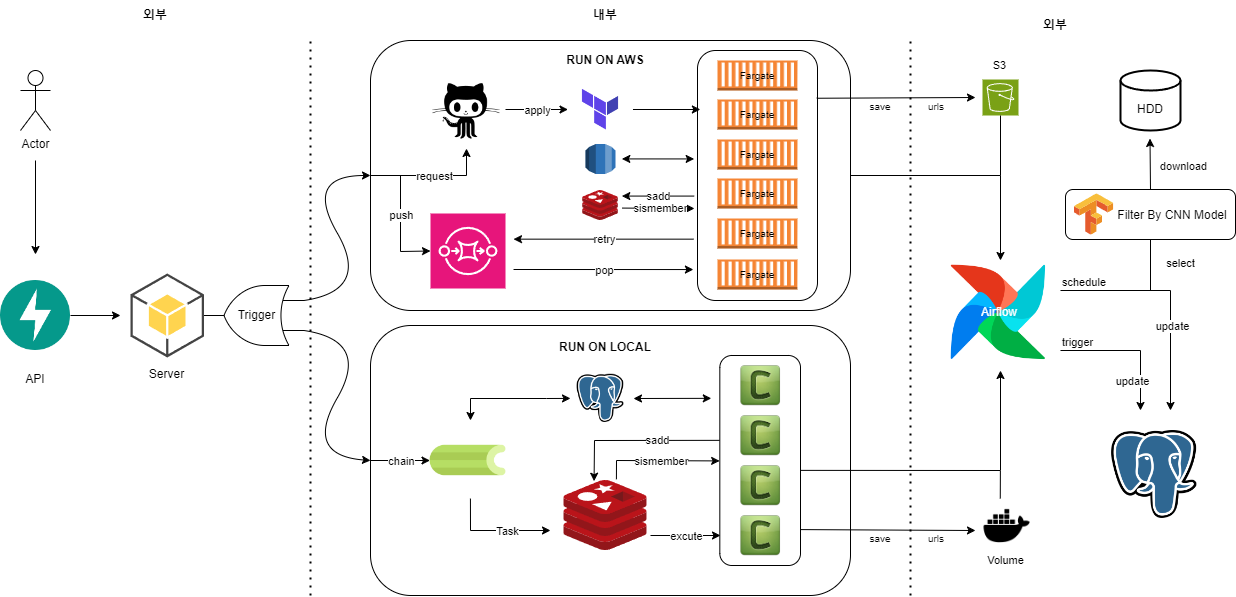 외부
내부
외부
Actor
API
Server
Trigger
RUN ON AWS
request
push
apply
sadd
sismember
retry
pop
Fargate
Fargate
Fargate
Fargate
Fargate
Fargate
save
urls
S3
HDD
download
Filter By CNN Model
select
Airflow
schedule
update
trigger
update
RUN ON LOCAL
chain
sadd
sismember
Task
excute
C
C
C
C
save
urls
Volume